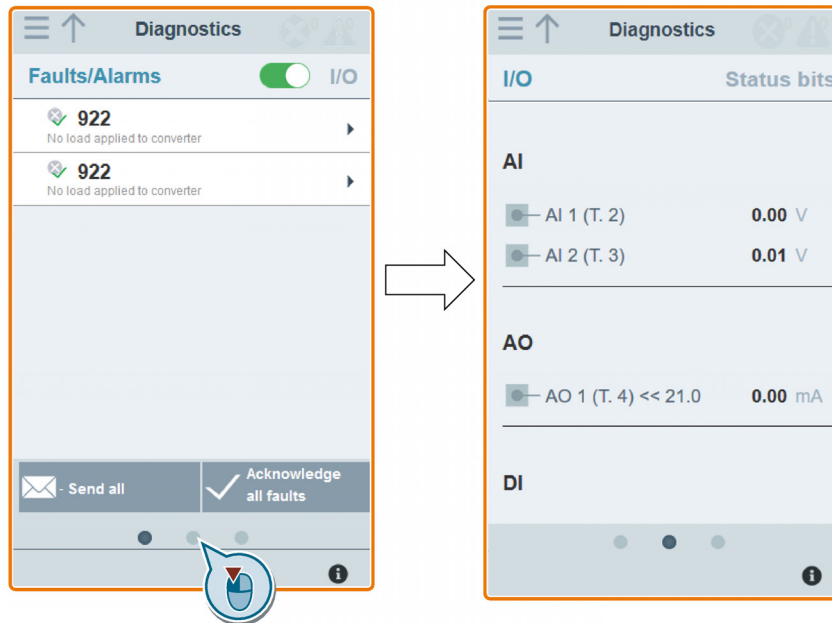 Diagnostics
Faults/Alarms I/O
922
No load applied to converter
922
No load applied to converter
- Send all
Acknowledge
all faults
Diagnostics
I/O Status bits
AI
AI 1 (T. 2) 0.00 V
AI 2 (T. 3) 0.01 V
AO
AO 1 (T. 4) << 21.0 0.00 mA
DI